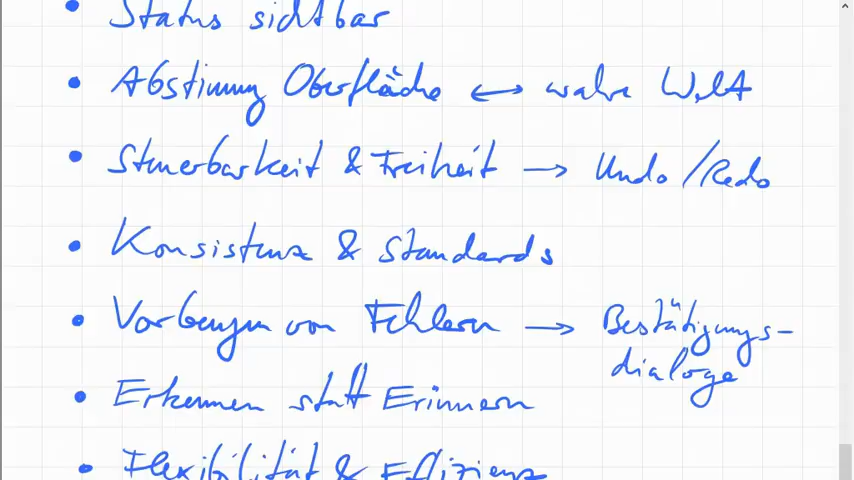 • Status sichtbar
• Abstimmung Oberfläche ↔ wahre Welt
• Steuerbarkeit & Freiheit → Undo/Redo
• Konsistenz & Standards
• Vorbeugen von Fehlern → Bestätigungs-
dialoge
• Erkennen statt Erinnern
• Flexibilität & Effizienz